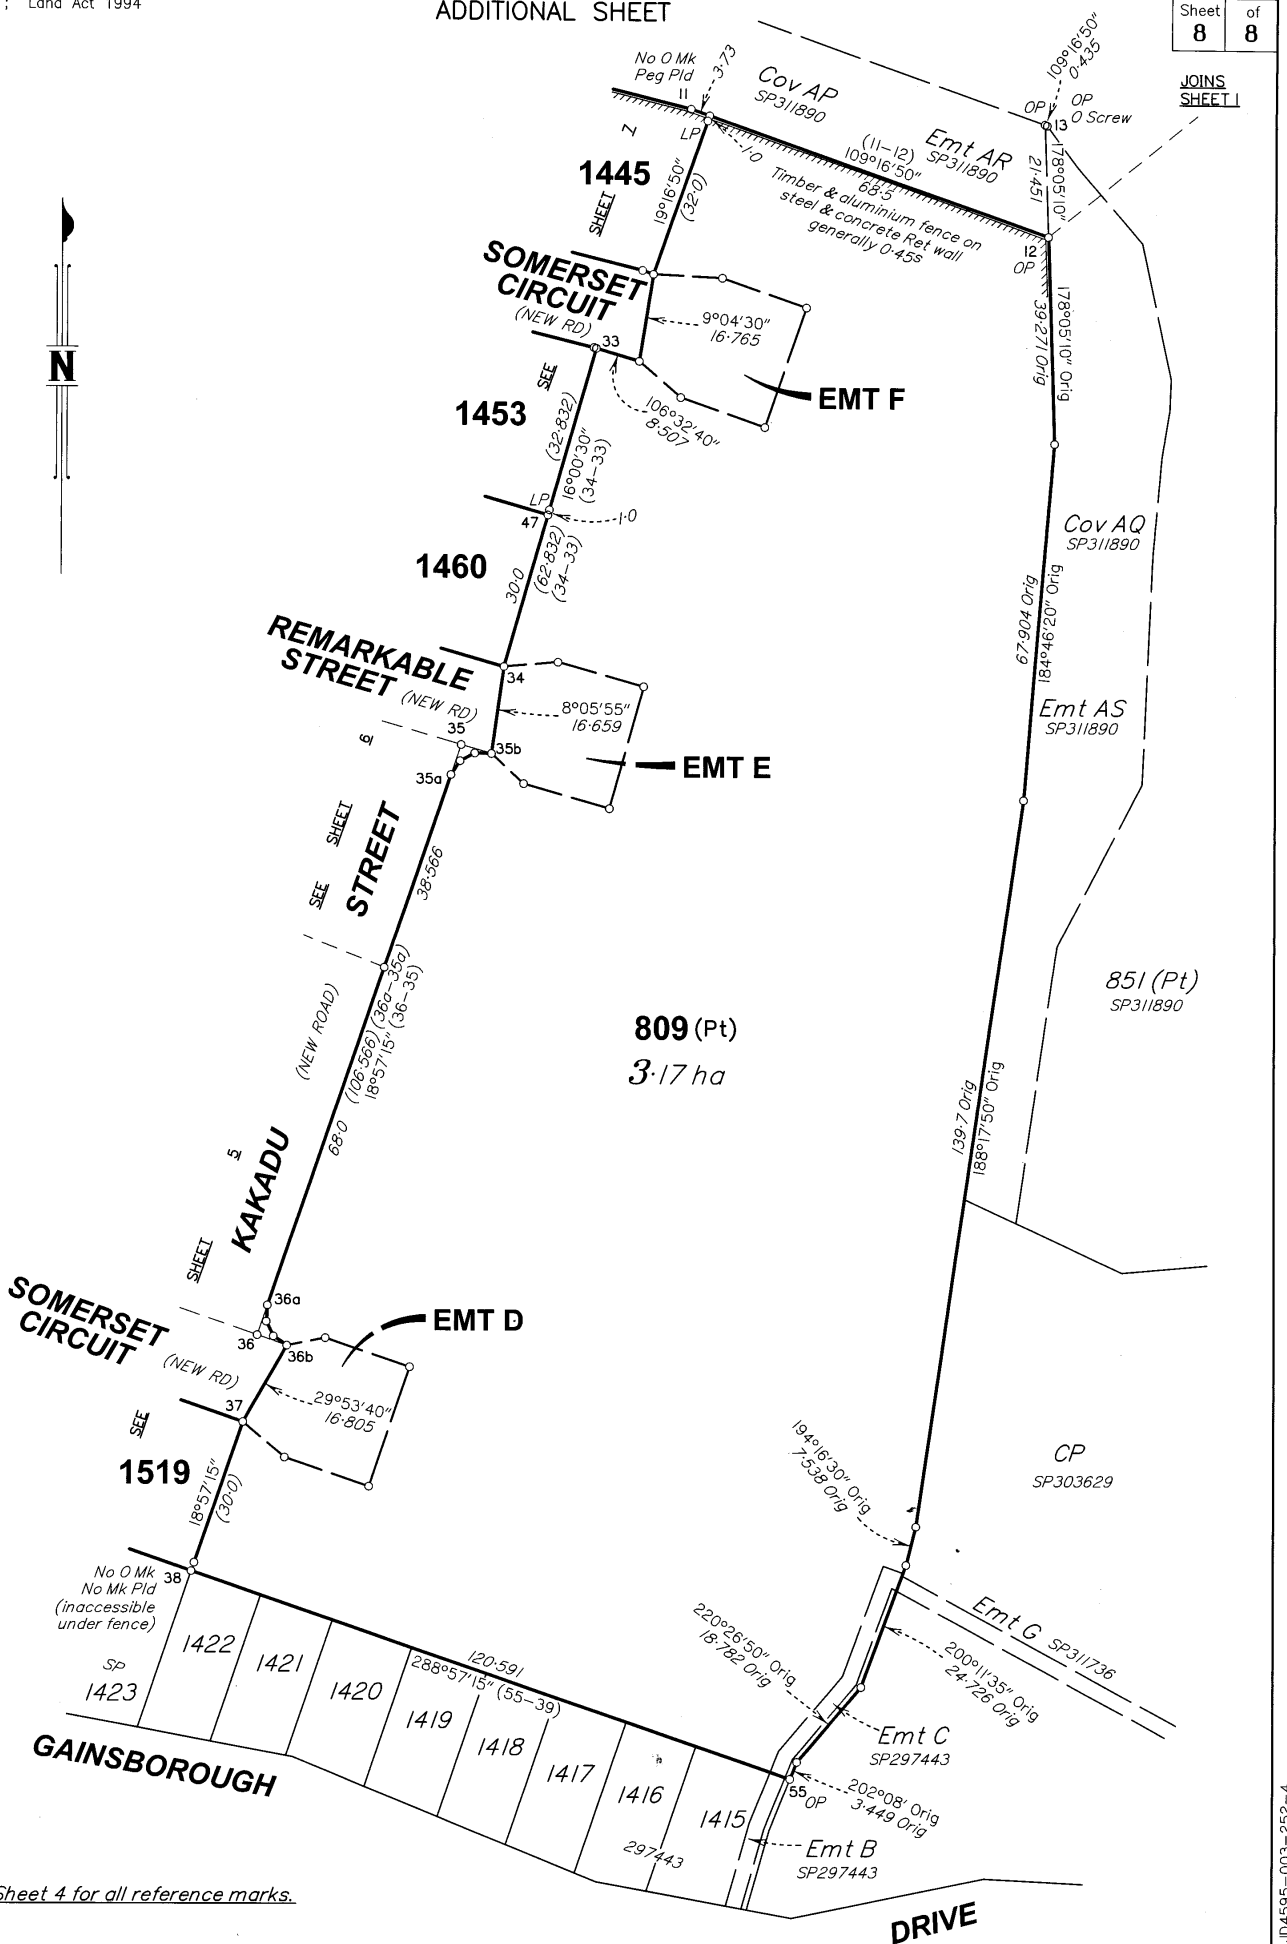 ; Land Act 1994
ADDITIONAL SHEET
Sheet 8 of 8
JOINS
SHEET 1
109°16'50"
0·435
OP
OP
O Screw
13
No O Mk
Peg Pld
11
3·73
Cov AP
SP311890
LP
1·0
(11-12)
109°16'50"
68·5
Emt AR
SP311890
178°05'10"
21·451
Timber & aluminium fence on
steel & concrete Ret wall
generally 0·45s
12
OP
7
1445
SHEET
19°16'50"
(32·0)
SOMERSET
CIRCUIT
(NEW RD)
33
9°04'30"
16·765
EMT F
178°05'10" Orig
39·271 Orig
N
SEE
1453
(32·832)
16°00'30"
(34-33)
106°32'40"
8·507
LP
47
1·0
1460
30·0
(62·832)
(34-33)
Cov AQ
SP311890
67·904 Orig
184°46'20" Orig
REMARKABLE
STREET
(NEW RD)
34
8°05'55"
16·659
Emt AS
SP311890
35
35b
35a
EMT E
6
SHEET
SEE
STREET
38·566
(106·566) (36a-35a)
18°57'15" (36-35)
(NEW ROAD)
68·0
809 (Pt)
3·17 ha
851 (Pt)
SP311890
139·7 Orig
188°17'50" Orig
5
KAKADU
SHEET
36a
SOMERSET
CIRCUIT
(NEW RD)
36
36b
EMT D
29°53'40"
16·805
37
SEE
1519
18°57'15"
(30·0)
194°16'30" Orig
7·538 Orig
CP
SP303629
No O Mk
No Mk Pld
(inaccessible
under fence)
38
SP
1423
1422
1421
1420
1419
1418
1417
1416
1415
297443
120·591
288°57'15" (55-39)
220°26'50" Orig
18·782 Orig
Emt G SP311736
200°11'35" Orig
24·726 Orig
Emt C
SP297443
55
OP
202°08' Orig
3·449 Orig
Emt B
SP297443
GAINSBOROUGH
DRIVE
Sheet 4 for all reference marks.
JD4595-003-252-4